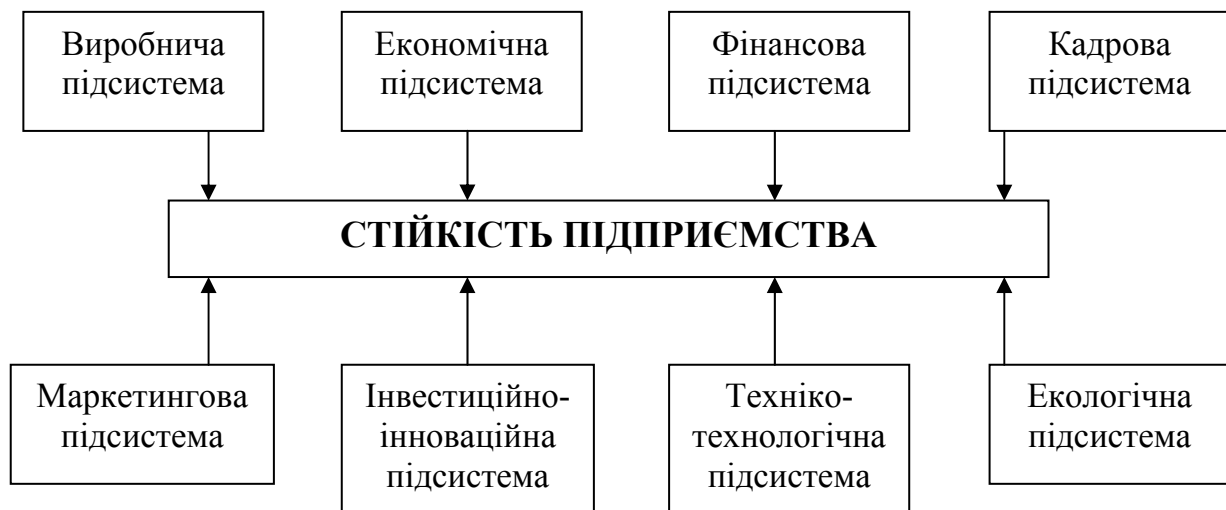 Виробнича
підсистема
Економічна
підсистема
Фінансова
підсистема
Кадрова
підсистема
СТІЙКІСТЬ ПІДПРИЄМСТВА
Маркетингова
підсистема
Інвестиційно-
інноваційна
підсистема
Техніко-
технологічна
підсистема
Екологічна
підсистема